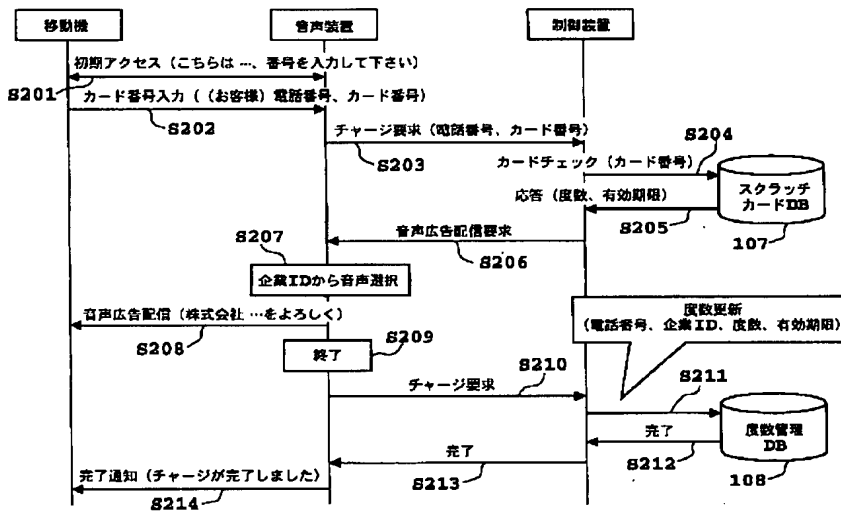 移動機
音声装置
制御装置
初期アクセス（こちらは …、番号を入力して下さい）
S201
カード番号入力（（お客様）電話番号、カード番号）
S202
チャージ要求（電話番号、カード番号）
S203
S204
カードチェック（カード番号）
スクラッチ
カードDB
107
応答（度数、有効期限）
S205
音声広告配信要求
S206
S207
企業IDから音声選択
音声広告配信（株式会社 …をよろしく）
S208
度数更新
（電話番号、企業ID、度数、有効期限）
終了
S209
チャージ要求
S210
S211
度数管理
DB
108
完了
S212
完了
S213
完了通知（チャージが完了しました）
S214